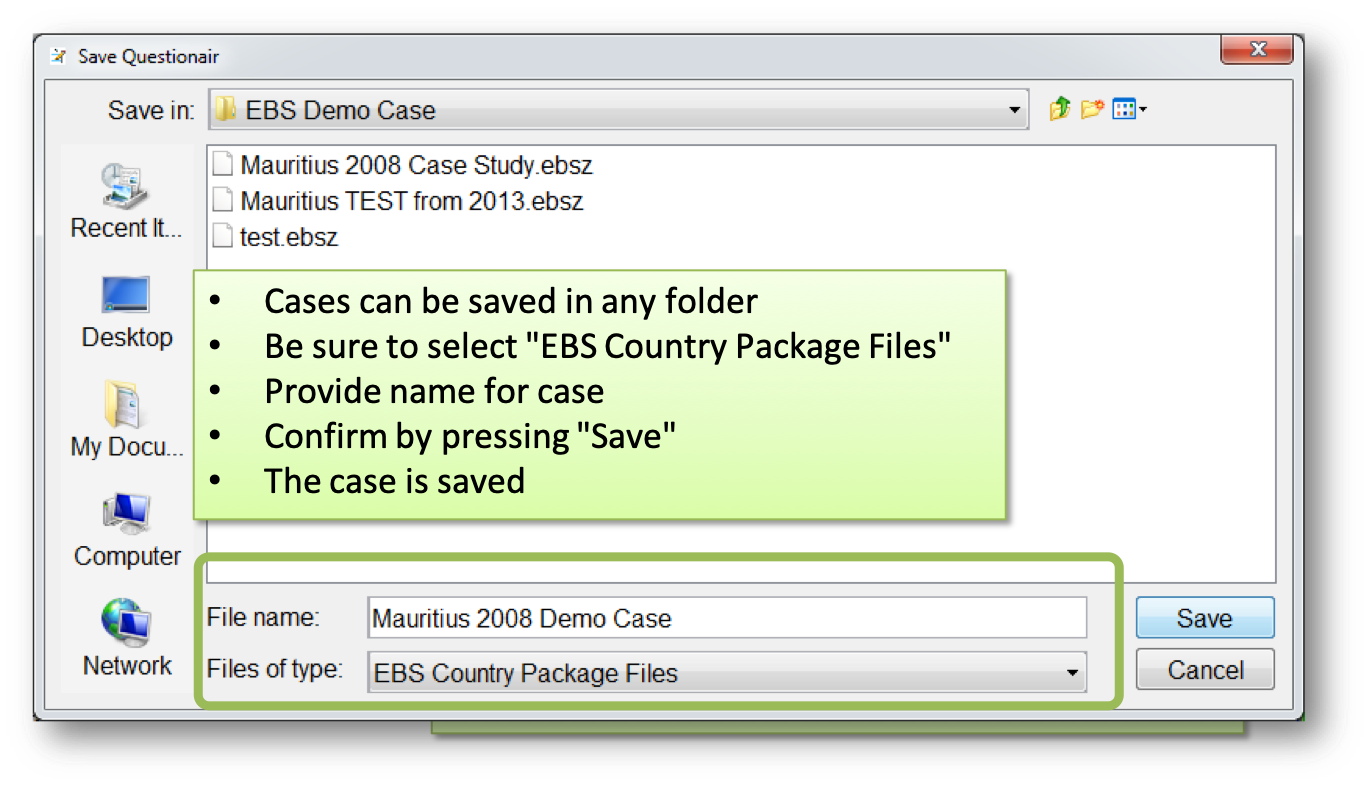 Save Questionair
Save in: EBS Demo Case
Mauritius 2008 Case Study.ebsz
Mauritius TEST from 2013.ebsz
test.ebsz
Recent It...
Desktop
My Docu...
Computer
Network
• Cases can be saved in any folder
• Be sure to select "EBS Country Package Files"
• Provide name for case
• Confirm by pressing "Save"
• The case is saved
File name: Mauritius 2008 Demo Case
Save
Files of type: EBS Country Package Files
Cancel